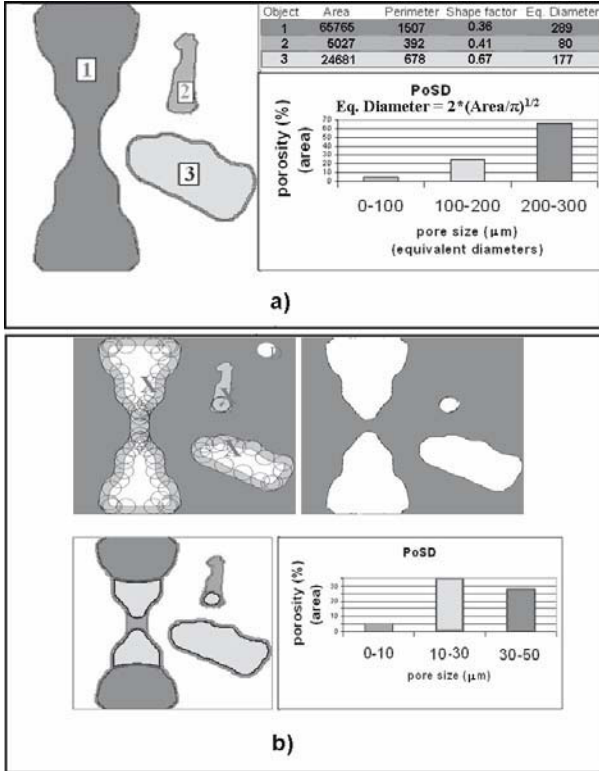 Object Area Perimeter Shape factor Eq. Diameter
1 65765 1507 0.36 289
2 5027 392 0.41 80
3 24681 678 0.67 177
1
2
3
PoSD
Eq. Diameter = 2*(Area/π)^1/2
porosity (%)
(area)
70
60
50
40
30
20
10
0
0-100 100-200 200-300
pore size (μm)
(equivalent diameters)
a)
X
X
X
PoSD
porosity (%)
(area)
30
20
10
0
0-10 10-30 30-50
pore size (μm)
b)